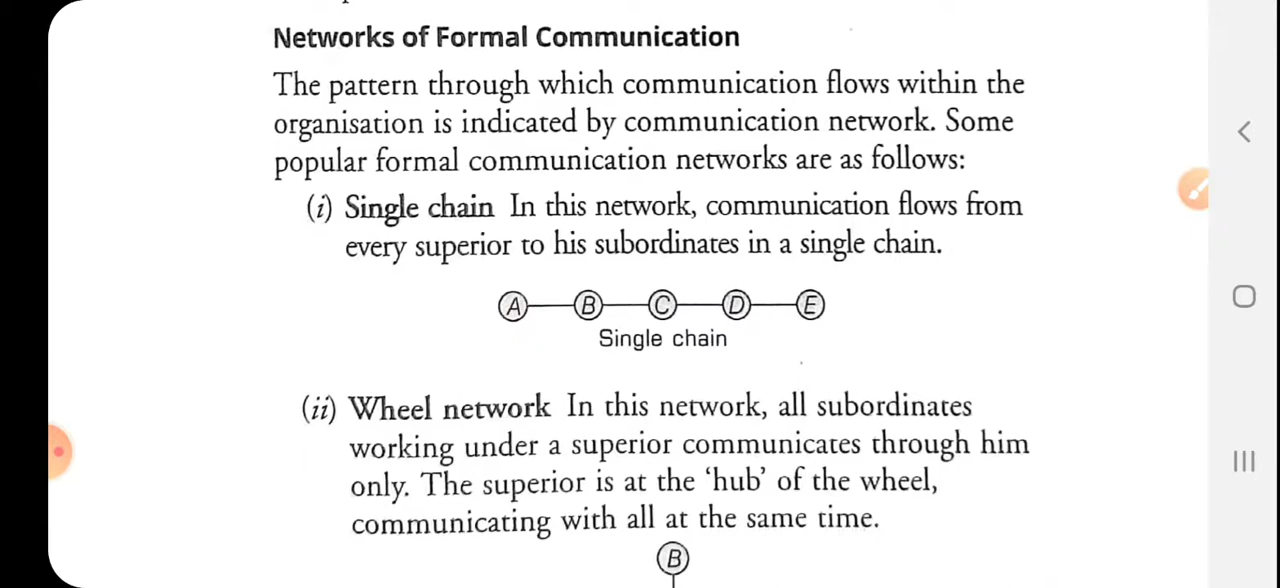 Networks of Formal Communication
The pattern through which communication flows within the
organisation is indicated by communication network. Some
popular formal communication networks are as follows:
(i) Single chain In this network, communication flows from
every superior to his subordinates in a single chain.
A B C D E
Single chain
(ii) Wheel network In this network, all subordinates
working under a superior communicates through him
only. The superior is at the ‘hub’ of the wheel,
communicating with all at the same time.
B